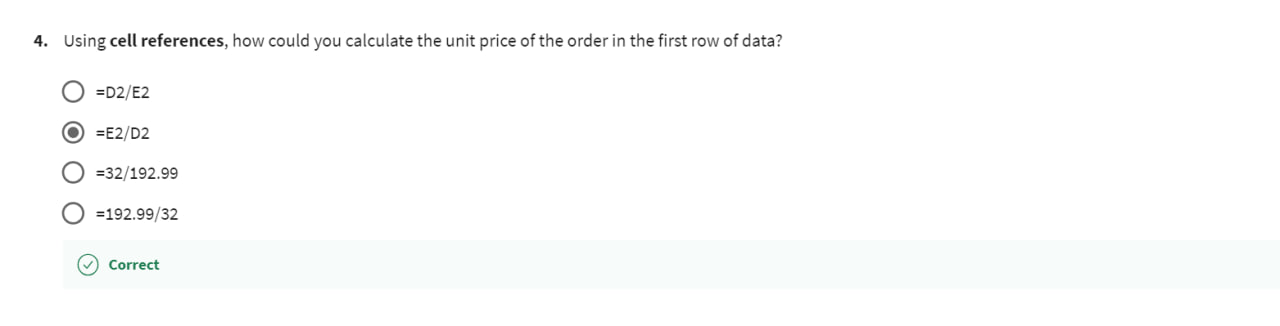 4. Using cell references, how could you calculate the unit price of the order in the first row of data?
=D2/E2
=E2/D2
=32/192.99
=192.99/32
Correct